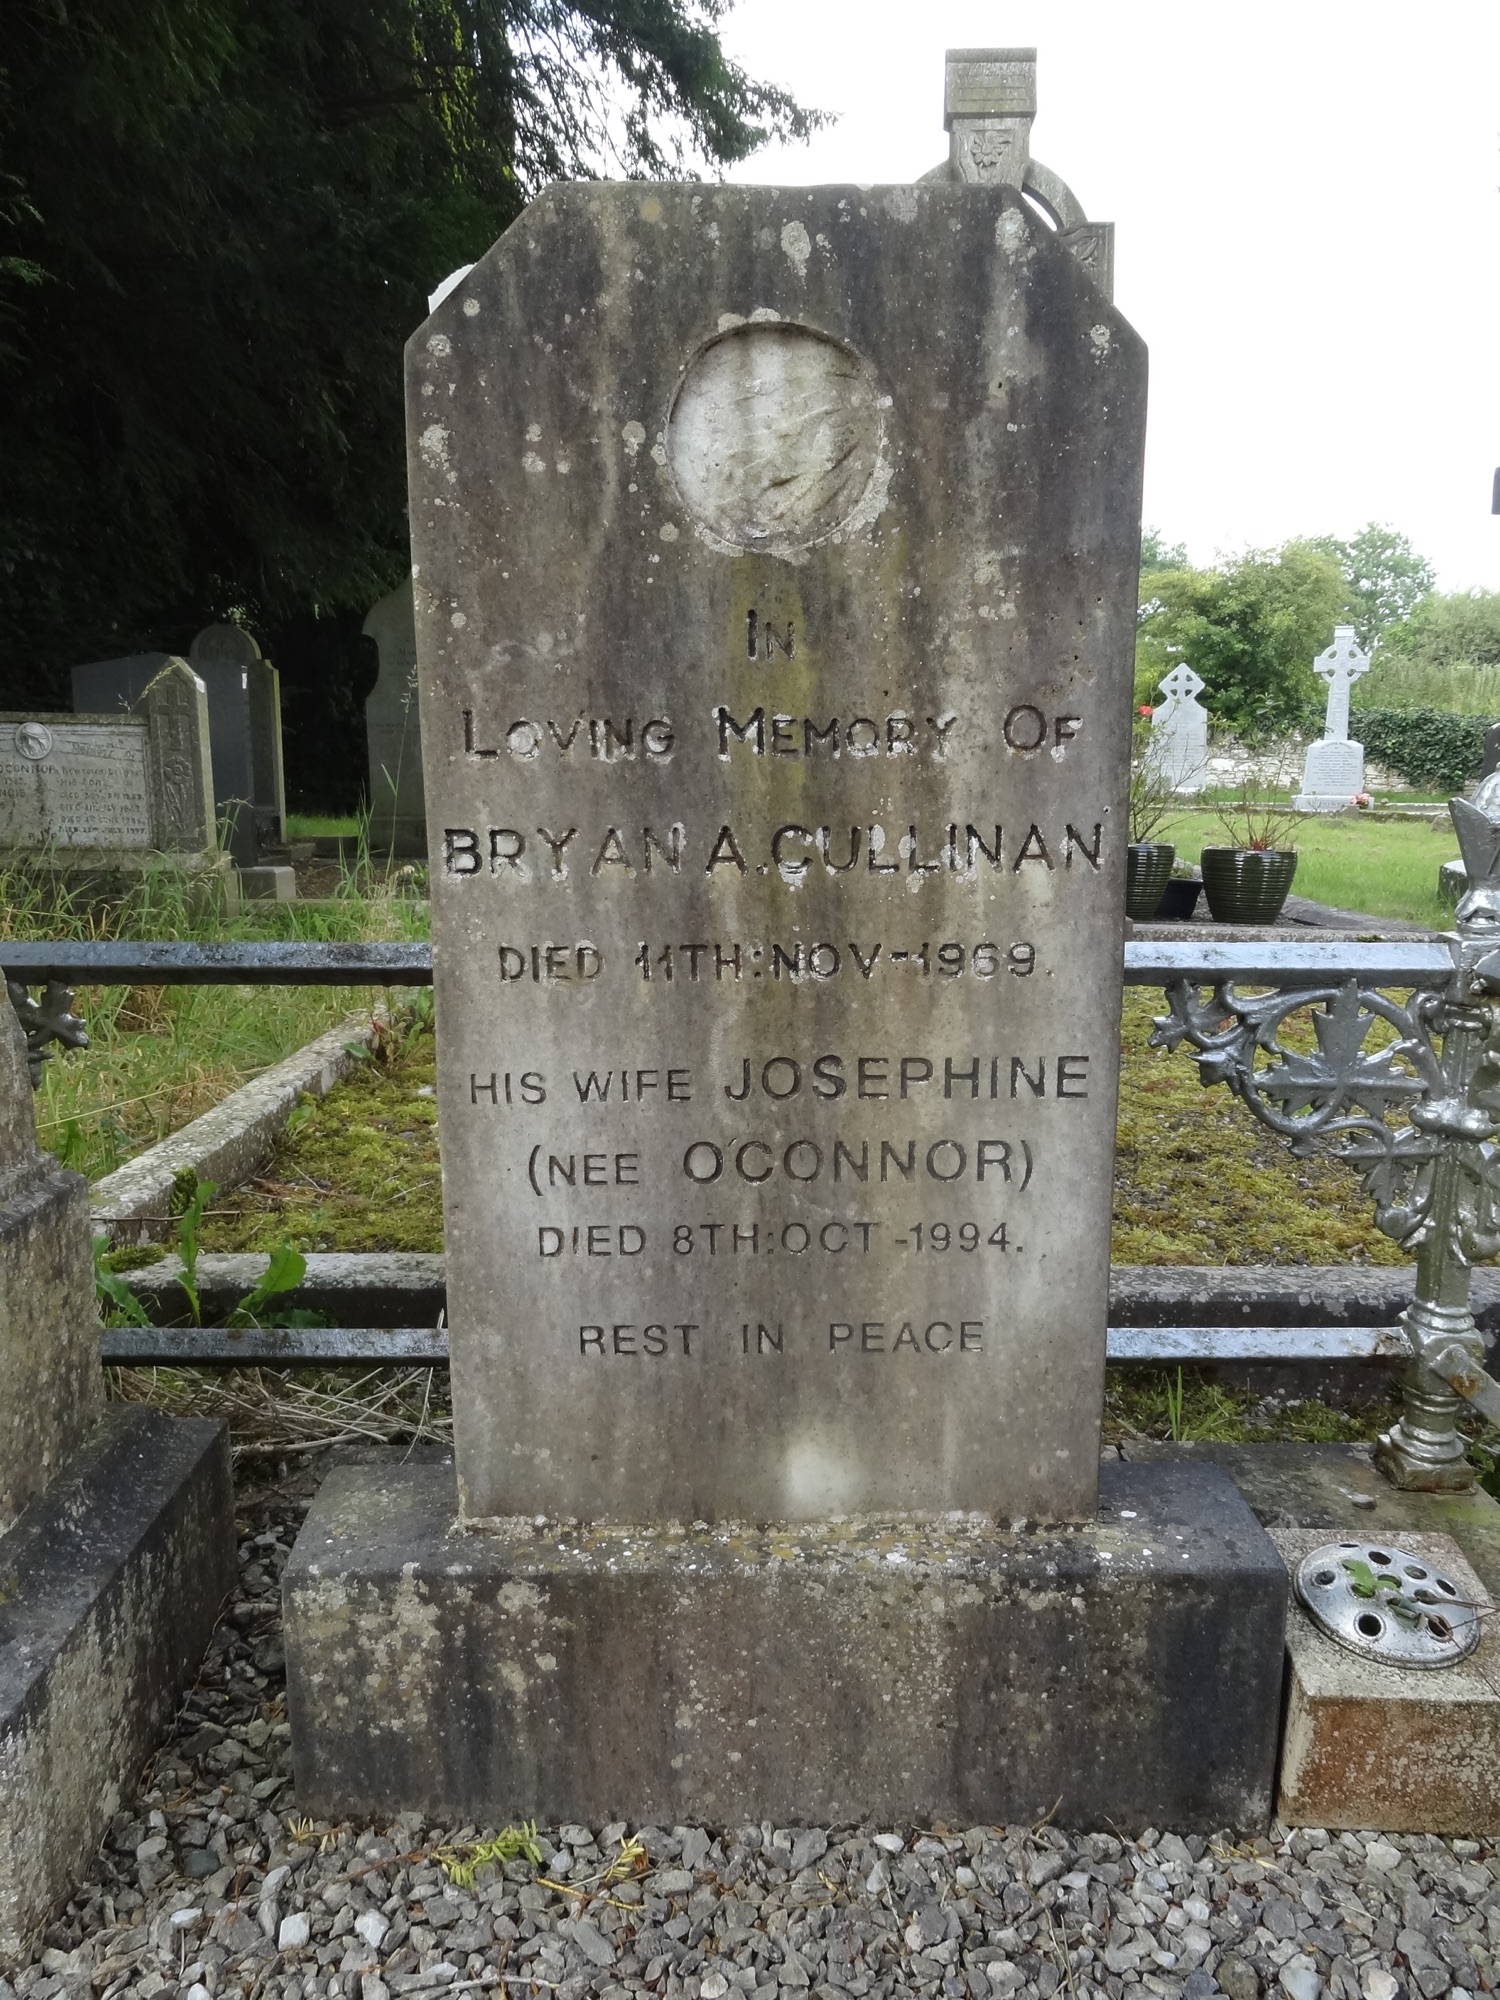 IN
LOVING MEMORY OF
BRYAN A. CULLINAN
DIED 11TH: NOV-1969.
HIS WIFE JOSEPHINE
(NEE O'CONNOR)
DIED 8TH: OCT-1994.
REST IN PEACE